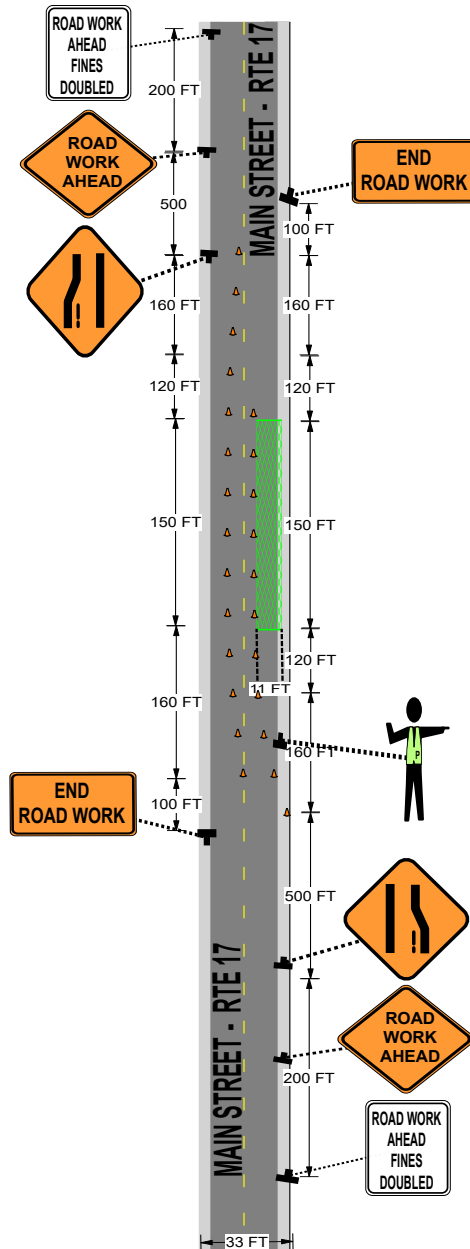 ROAD WORK
AHEAD
FINES
DOUBLED
MAIN STREET - RTE 17
200 FT
ROAD
WORK
AHEAD
END
ROAD WORK
500
100 FT
160 FT
160 FT
120 FT
120 FT
150 FT
150 FT
120 FT
11 FT
160 FT
160 FT
P
END
ROAD WORK
100 FT
500 FT
MAIN STREET - RTE 17
ROAD
WORK
AHEAD
200 FT
ROAD WORK
AHEAD
FINES
DOUBLED
33 FT